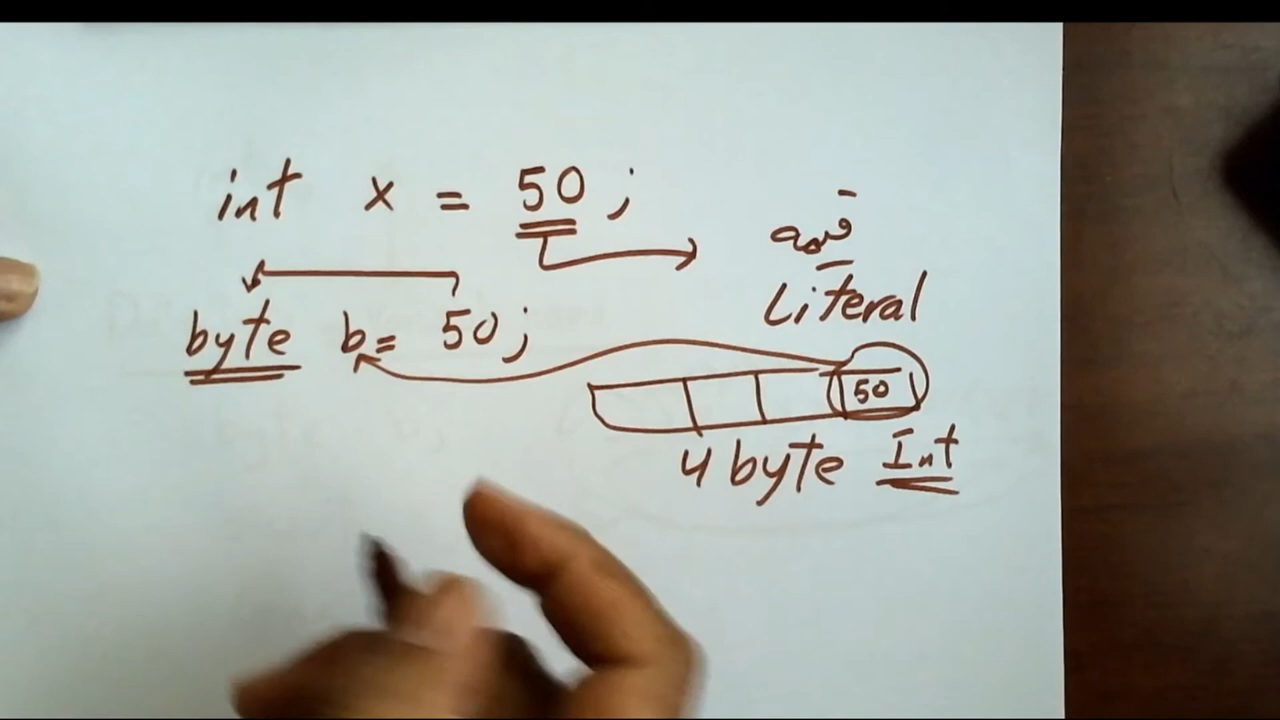 int x = 50;
قيمة
Literal
byte b= 50;
50
4 byte Int